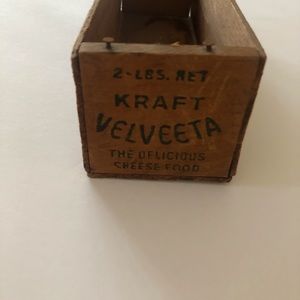 2-LBS. NET
KRAFT
VELVEETA
THE DELICIOUS
CHEESE FOOD